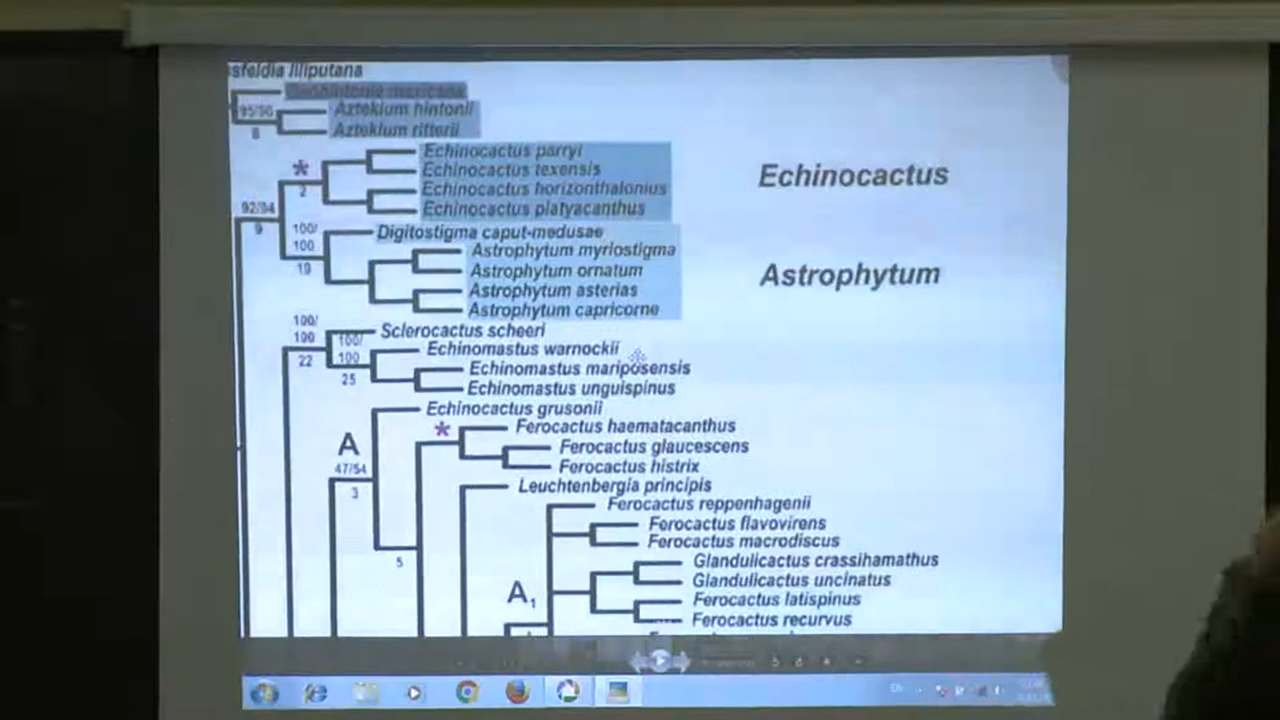 sfeldia liliputana
mexicana
95/90
Aztekium hintonii
8
Aztekium ritterii
Echinocactus parryi
*
Echinocactus texensis
Echinocactus
2
Echinocactus horizonthalonius
92/94
Echinocactus platyacanthus
9
100/
Digitostigma caput-medusae
100
Astrophytum myriostigma
19
Astrophytum ornatum
Astrophytum
Astrophytum asterias
Astrophytum capricorne
100/
Sclerocactus scheeri
100
100/
Echinomastus warnockii
22
100
Echinomastus mariposensis
25
Echinomastus unguispinus
Echinocactus grusonii
*
Ferocactus haematacanthus
A
Ferocactus glaucescens
47/54
Ferocactus histrix
3
Leuchtenbergia principis
Ferocactus reppenhagenii
Ferocactus flavovirens
Ferocactus macrodiscus
5
Glandulicactus crassihamathus
Glandulicactus uncinatus
A1
Ferocactus latispinus
Ferocactus recurvus